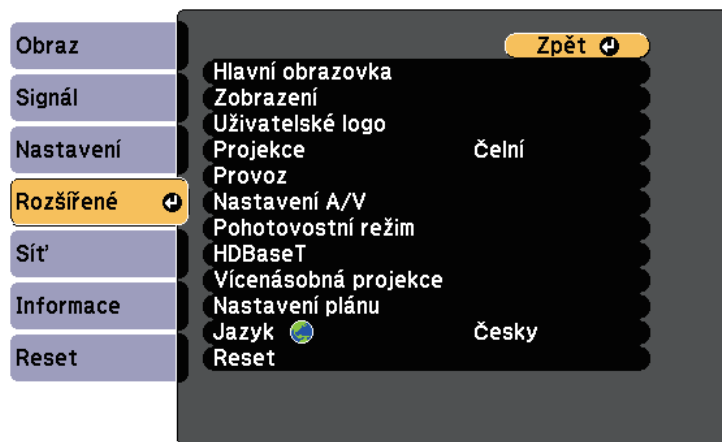 Obraz
Signál
Nastavení
Rozšířené
Síť
Informace
Reset
Zpět
Hlavní obrazovka
Zobrazení
Uživatelské logo
Projekce Čelní
Provoz
Nastavení A/V
Pohotovostní režim
HDBaseT
Vícenásobná projekce
Nastavení plánu
Jazyk Česky
Reset